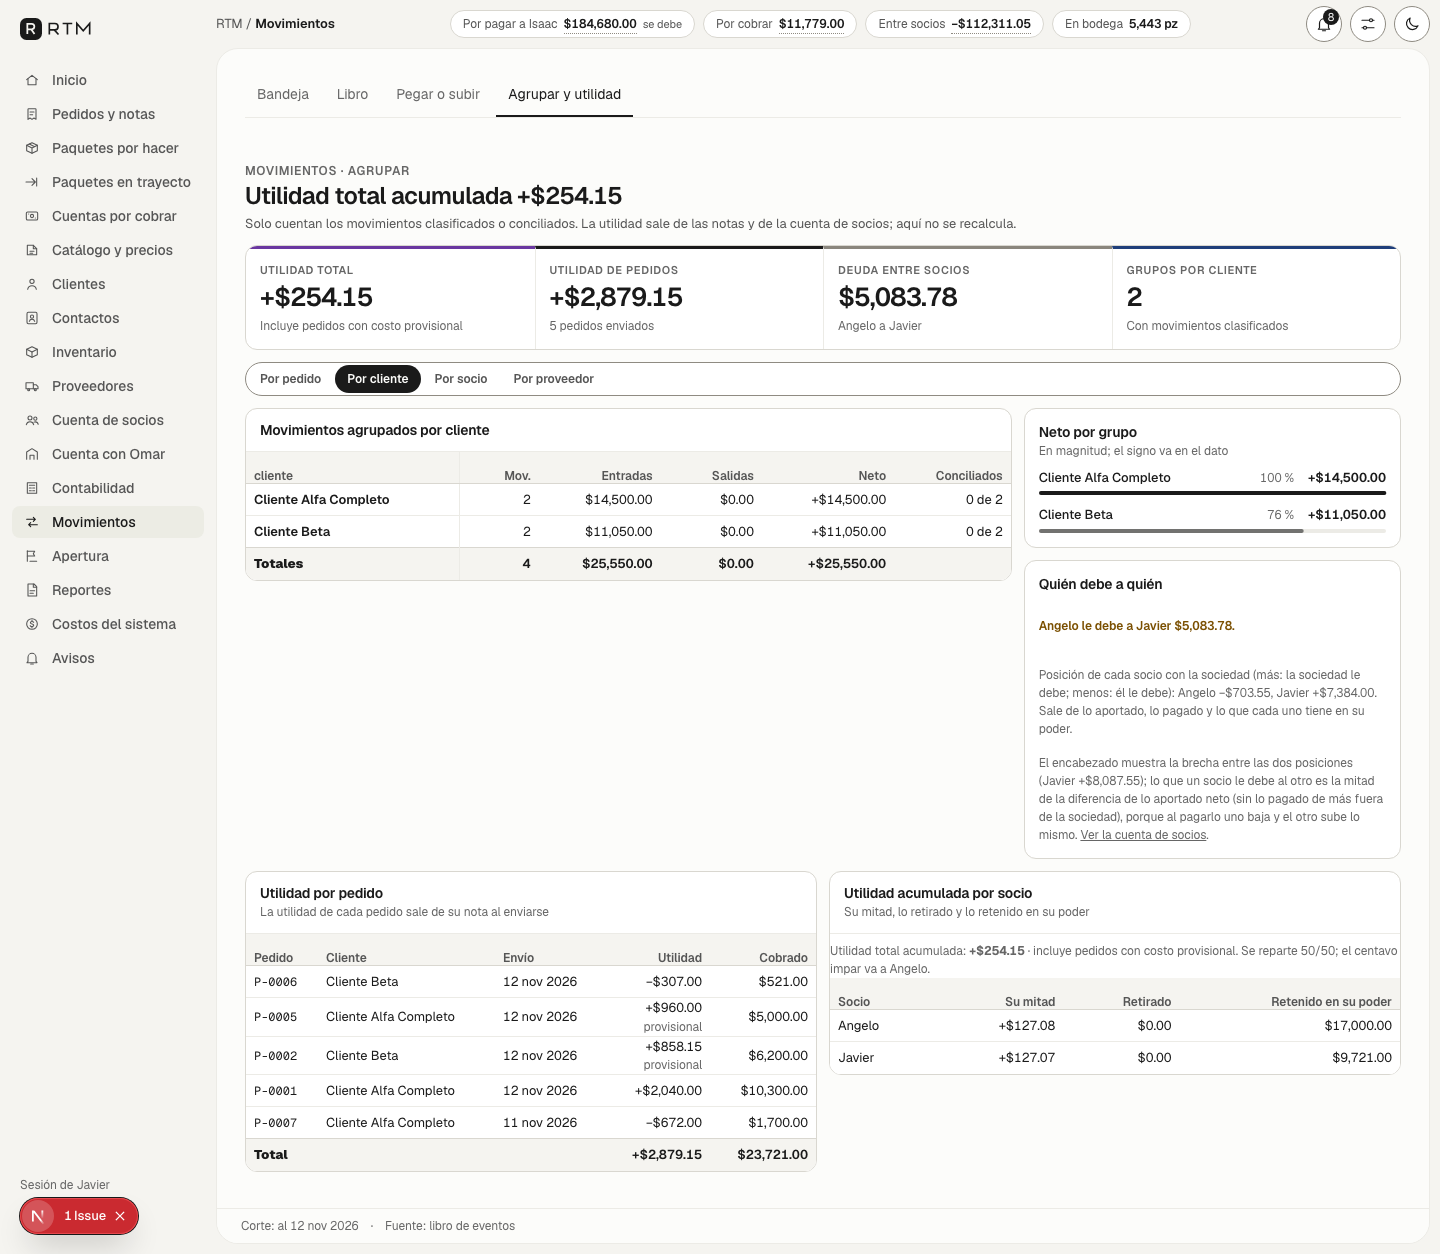 R RTM
RTM / Movimientos
Por pagar a Isaac $184,680.00 se debe
Por cobrar $11,779.00
Entre socios −$112,311.05
En bodega 5,443 pz
8
Inicio
Pedidos y notas
Paquetes por hacer
Paquetes en trayecto
Cuentas por cobrar
Catálogo y precios
Clientes
Contactos
Inventario
Proveedores
Cuenta de socios
Cuenta con Omar
Contabilidad
Movimientos
Apertura
Reportes
Costos del sistema
Avisos
Sesión de Javier
N 1 Issue
Bandeja Libro Pegar o subir Agrupar y utilidad
MOVIMIENTOS · AGRUPAR
Utilidad total acumulada +$254.15
Solo cuentan los movimientos clasificados o conciliados. La utilidad sale de las notas y de la cuenta de socios; aquí no se recalcula.
UTILIDAD TOTAL
+$254.15
Incluye pedidos con costo provisional
UTILIDAD DE PEDIDOS
+$2,879.15
5 pedidos enviados
DEUDA ENTRE SOCIOS
$5,083.78
Angelo a Javier
GRUPOS POR CLIENTE
2
Con movimientos clasificados
Por pedido Por cliente Por socio Por proveedor
Movimientos agrupados por cliente
cliente Mov. Entradas Salidas Neto Conciliados
Cliente Alfa Completo 2 $14,500.00 $0.00 +$14,500.00 0 de 2
Cliente Beta 2 $11,050.00 $0.00 +$11,050.00 0 de 2
Totales 4 $25,550.00 $0.00 +$25,550.00
Neto por grupo
En magnitud; el signo va en el dato
Cliente Alfa Completo 100 % +$14,500.00
Cliente Beta 76 % +$11,050.00
Quién debe a quién
Angelo le debe a Javier $5,083.78.
Posición de cada socio con la sociedad (más: la sociedad le
debe; menos: él le debe): Angelo −$703.55, Javier +$7,384.00.
Sale de lo aportado, lo pagado y lo que cada uno tiene en su
poder.
El encabezado muestra la brecha entre las dos posiciones
(Javier +$8,087.55); lo que un socio le debe al otro es la mitad
de la diferencia de lo aportado neto (sin lo pagado de más fuera
de la sociedad), porque al pagarlo uno baja y el otro sube lo
mismo. Ver la cuenta de socios.
Utilidad por pedido
La utilidad de cada pedido sale de su nota al enviarse
Pedido Cliente Envío Utilidad Cobrado
P-0006 Cliente Beta 12 nov 2026 −$307.00 $521.00
P-0005 Cliente Alfa Completo 12 nov 2026 +$960.00 provisional $5,000.00
P-0002 Cliente Beta 12 nov 2026 +$858.15 provisional $6,200.00
P-0001 Cliente Alfa Completo 12 nov 2026 +$2,040.00 $10,300.00
P-0007 Cliente Alfa Completo 11 nov 2026 −$672.00 $1,700.00
Total +$2,879.15 $23,721.00
Utilidad acumulada por socio
Su mitad, lo retirado y lo retenido en su poder
Utilidad total acumulada: +$254.15 · incluye pedidos con costo provisional. Se reparte 50/50; el centavo
impar va a Angelo.
Socio Su mitad Retirado Retenido en su poder
Angelo +$127.08 $0.00 $17,000.00
Javier +$127.07 $0.00 $9,721.00
Corte: al 12 nov 2026 · Fuente: libro de eventos